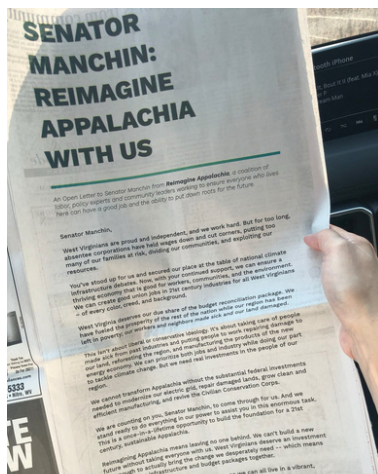 SENATOR
MANCHIN:
REIMAGINE
APPALACHIA
WITH US
An Open Letter to Senator Manchin from Reimagine Appalachia, a coalition of
labor, policy experts and community leaders working to ensure everyone who lives
here can have a good job and the ability to put down roots for the future.
Senator Manchin,
West Virginians are proud and independent, and we work hard. But for too long,
absentee corporations have held wages down and cut corners, putting too
many of our families at risk, dividing our communities, and exploiting our
resources.
You've stood up for us and secured our place at the table of national climate
infrastructure debates. Now, with your continued support, we can ensure a
thriving economy that is good for workers, communities, and the environment.
We can create good union jobs in 21st century industries for all West Virginians
– of every color, creed, and background.
West Virginia deserves our due share of the budget reconciliation package. We
have funded the prosperity of the rest of the nation while our region has been
left in poverty, our workers and neighbors made sick and our land damaged.
This isn't about liberal or conservative ideology. It's about taking care of people
made sick from past industries and putting people to work repairing damage to
our land, reforesting the region, and manufacturing the products of the new
energy economy. We can prioritize both jobs and industry while doing our part
to tackle climate change. But we need real investments in the people of our
region.
We cannot transform Appalachia without the substantial federal investments
needed to modernize our electric grid, repair damaged lands, grow clean and
efficient manufacturing, and revive the Civilian Conservation Corps.
We are counting on you, Senator Manchin, to come through for us. And we
stand ready to do everything in our power to assist you in this enormous task.
This is a once-in-a-lifetime opportunity to build the foundation for a 21st
century, sustainable Appalachia.
Reimagining Appalachia means leaving no one behind. We can't build a new
future without taking everyone with us. West Virginians deserve an investment
enough to actually bring the change we desperately need – which means
infrastructure and budget packages together.
we can all live in a vibrant,
5333
iPhone